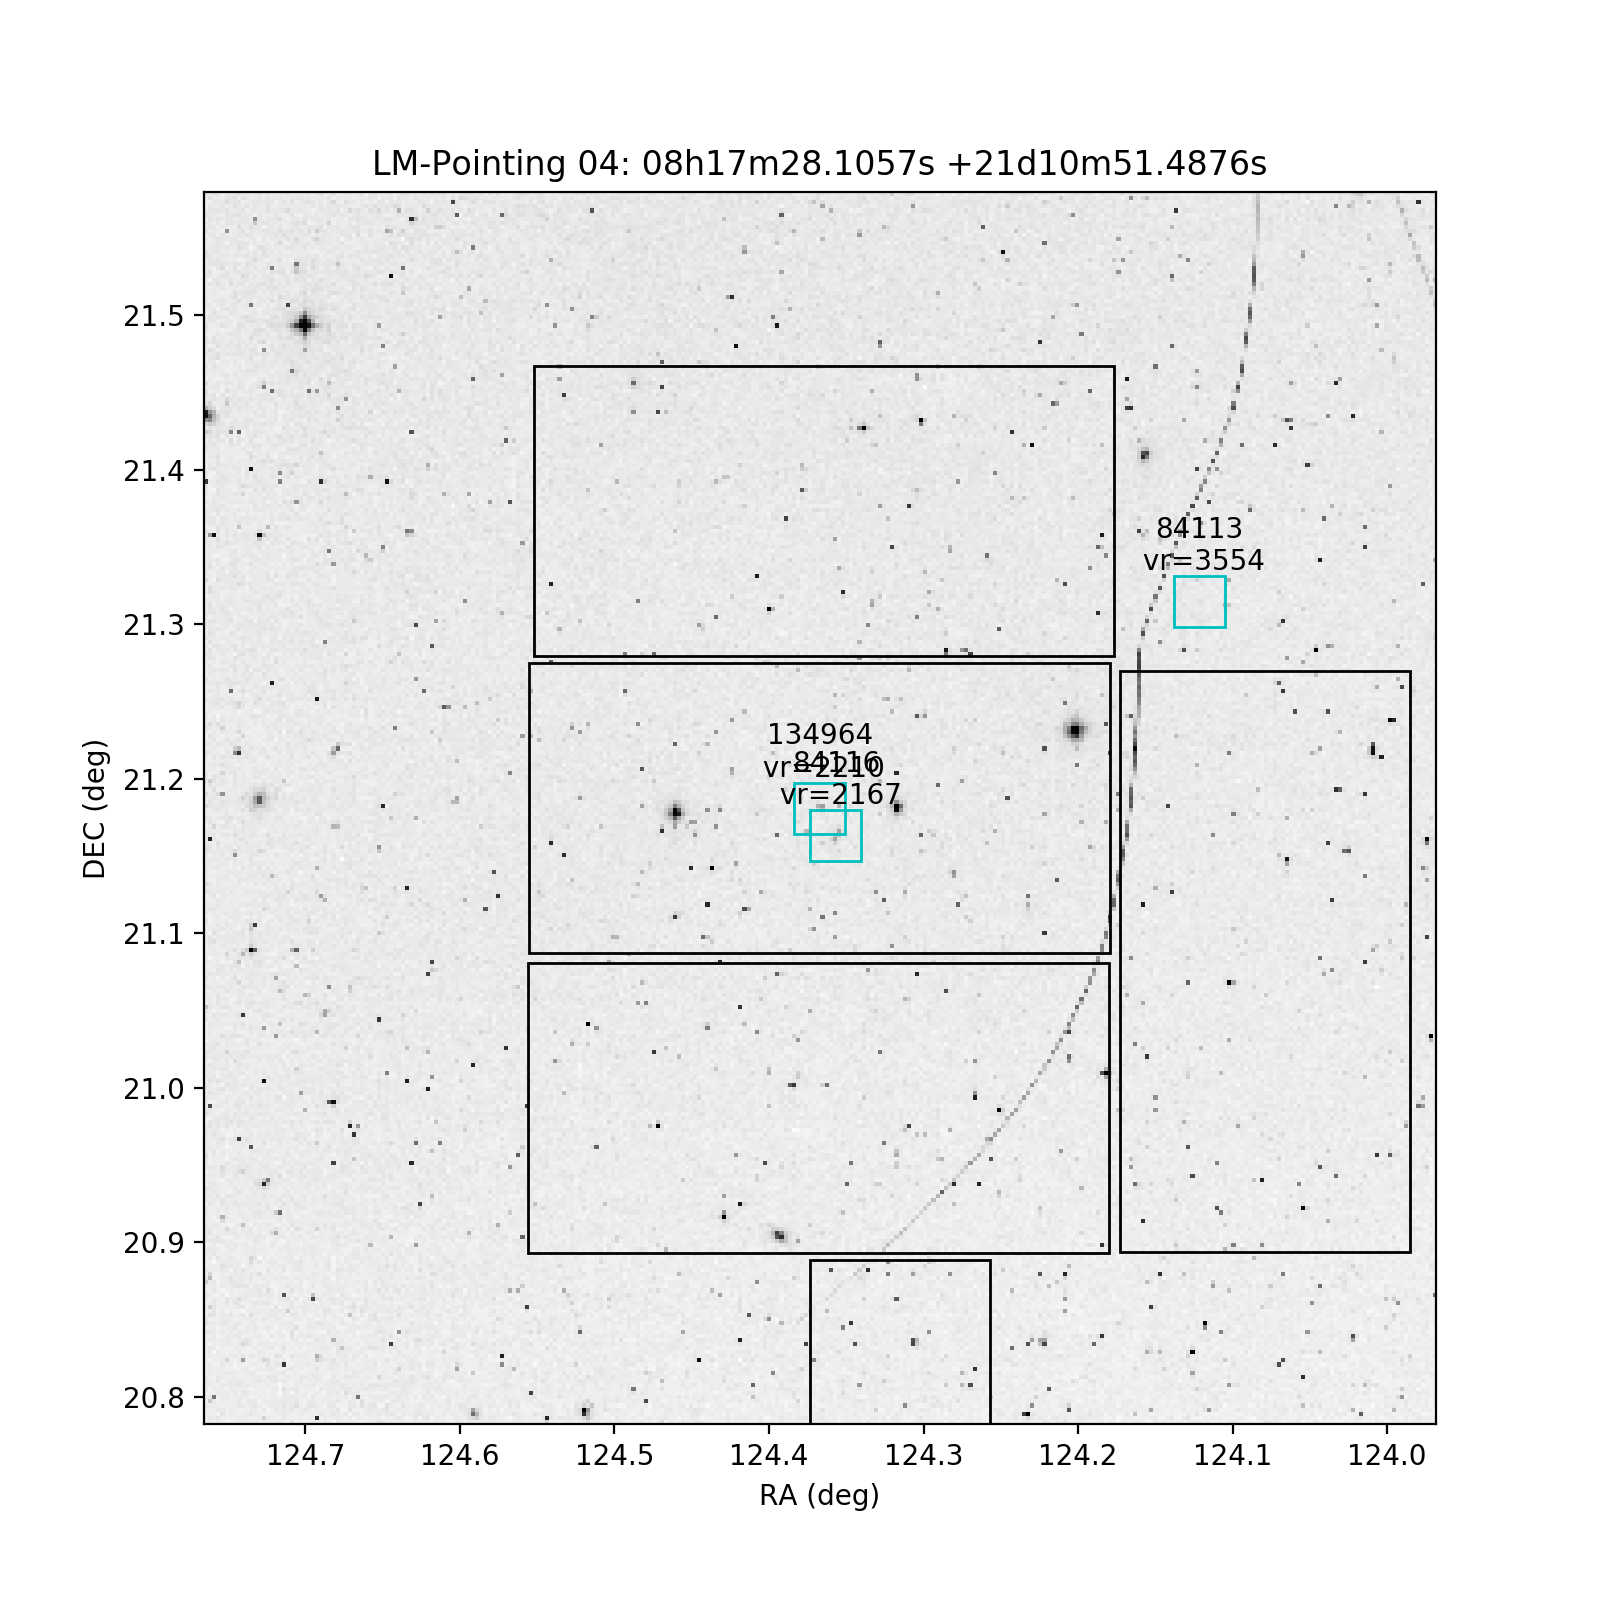 LM-Pointing 04: 08h17m28.1057s +21d10m51.4876s
21.5
21.4
21.3
21.2
21.1
21.0
20.9
20.8
DEC (deg)
84113
vr=3554
134964
vr=2210
84116
vr=2167
124.7 124.6 124.5 124.4 124.3 124.2 124.1 124.0
RA (deg)